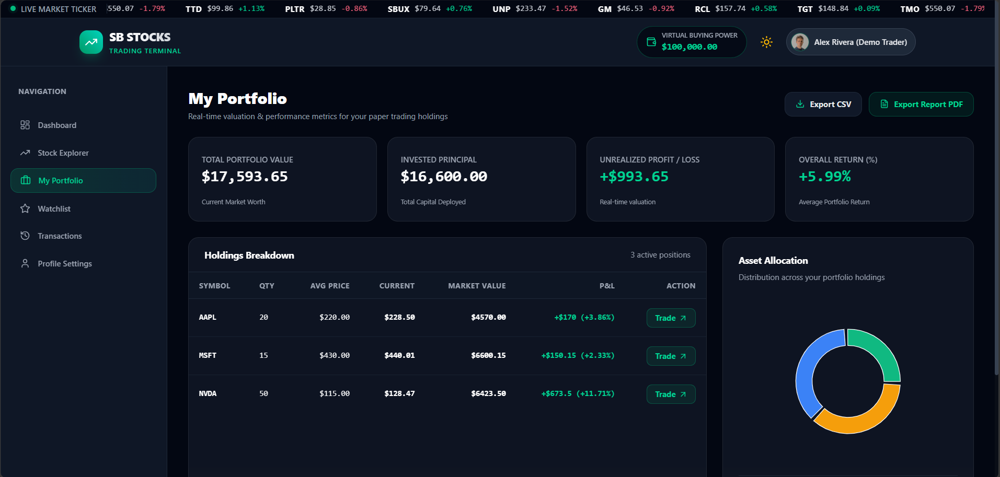 LIVE MARKET TICKER $550.07 -1.79% TTD $99.86 +1.13% PLTR $28.85 -0.86% SBUX $79.64 +0.76% UNP $233.47 -1.52% GM $46.53 -0.92% RCL $157.74 +0.58% TGT $148.84 +0.09% TMO $550.07 -1.79%
SB STOCKS
TRADING TERMINAL
VIRTUAL BUYING POWER
$100,000.00
Alex Rivera (Demo Trader)
NAVIGATION
Dashboard
Stock Explorer
My Portfolio
Watchlist
Transactions
Profile Settings
My Portfolio
Real-time valuation & performance metrics for your paper trading holdings
Export CSV
Export Report PDF
TOTAL PORTFOLIO VALUE
$17,593.65
Current Market Worth
INVESTED PRINCIPAL
$16,600.00
Total Capital Deployed
UNREALIZED PROFIT / LOSS
+$993.65
Real-time valuation
OVERALL RETURN (%)
+5.99%
Average Portfolio Return
Holdings Breakdown
3 active positions
SYMBOL QTY AVG PRICE CURRENT MARKET VALUE P&L ACTION
AAPL 20 $220.00 $228.50 $4570.00 +$170 (+3.86%) Trade
MSFT 15 $430.00 $440.01 $6600.15 +$150.15 (+2.33%) Trade
NVDA 50 $115.00 $128.47 $6423.50 +$673.5 (+11.71%) Trade
Asset Allocation
Distribution across your portfolio holdings